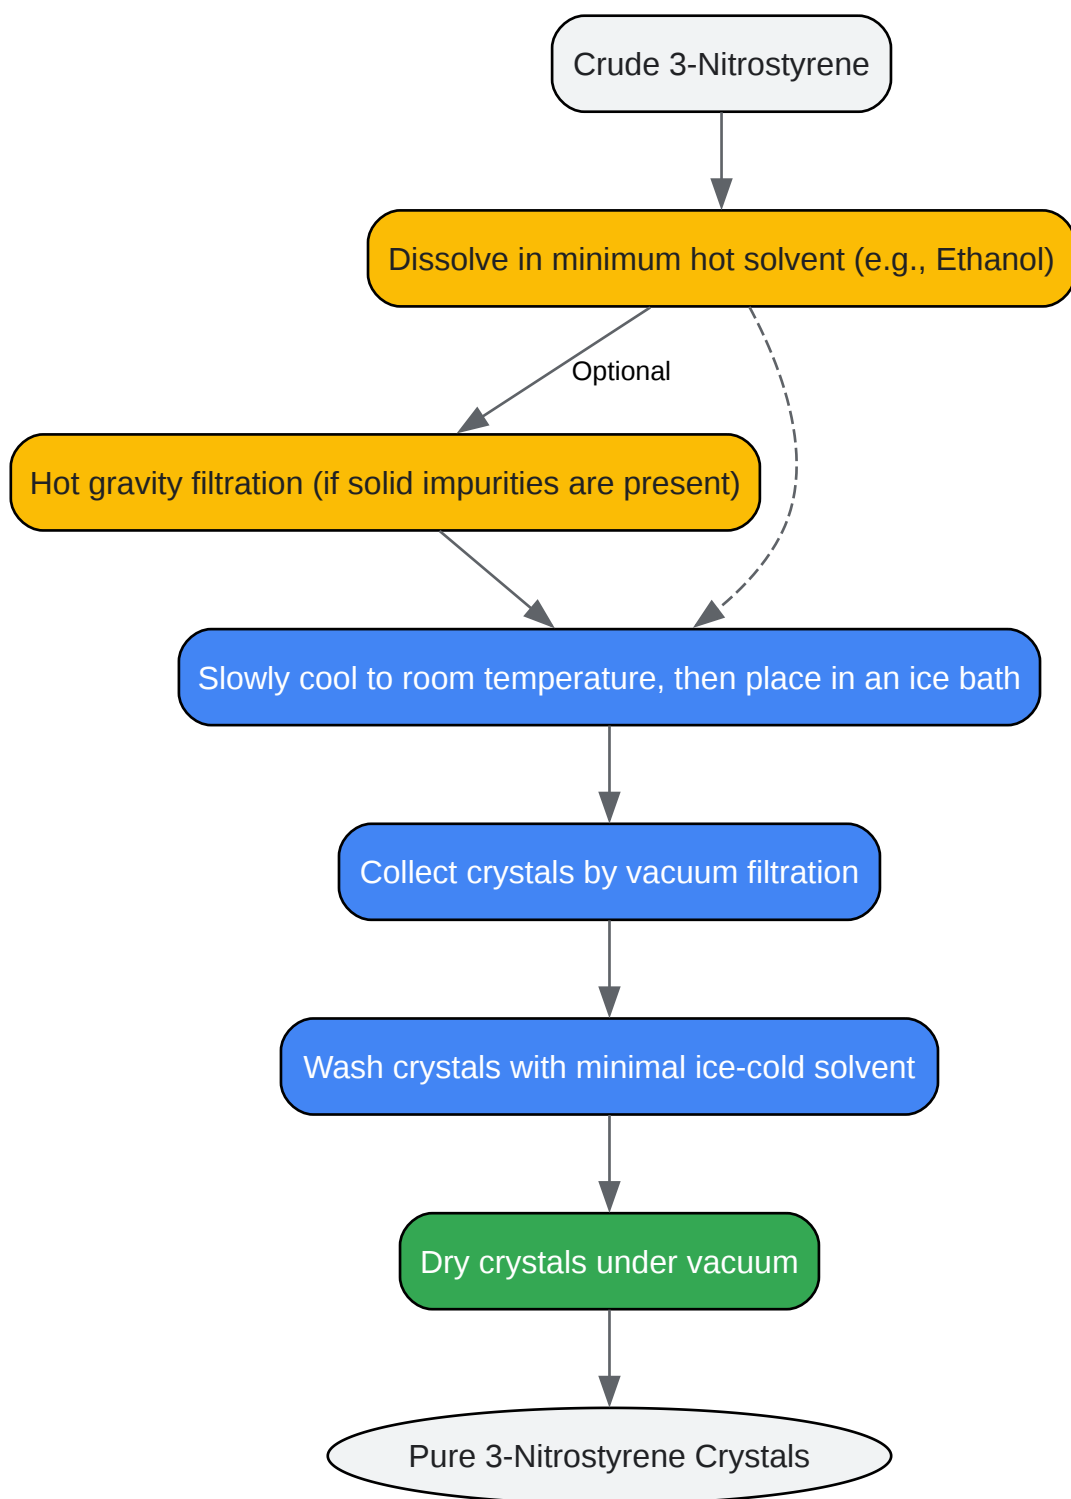 Crude 3-Nitrostyrene
Dissolve in minimum hot solvent (e.g., Ethanol)
Optional
Hot gravity filtration (if solid impurities are present)
Slowly cool to room temperature, then place in an ice bath
Collect crystals by vacuum filtration
Wash crystals with minimal ice-cold solvent
Dry crystals under vacuum
Pure 3-Nitrostyrene Crystals